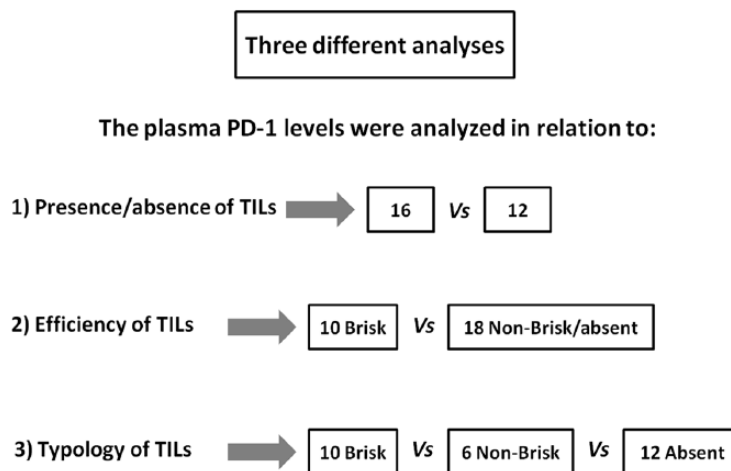 Three different analyses
The plasma PD-1 levels were analyzed in relation to:
1) Presence/absence of TILs 16 Vs 12
2) Efficiency of TILs 10 Brisk Vs 18 Non-Brisk/absent
3) Typology of TILs 10 Brisk Vs 6 Non-Brisk Vs 12 Absent